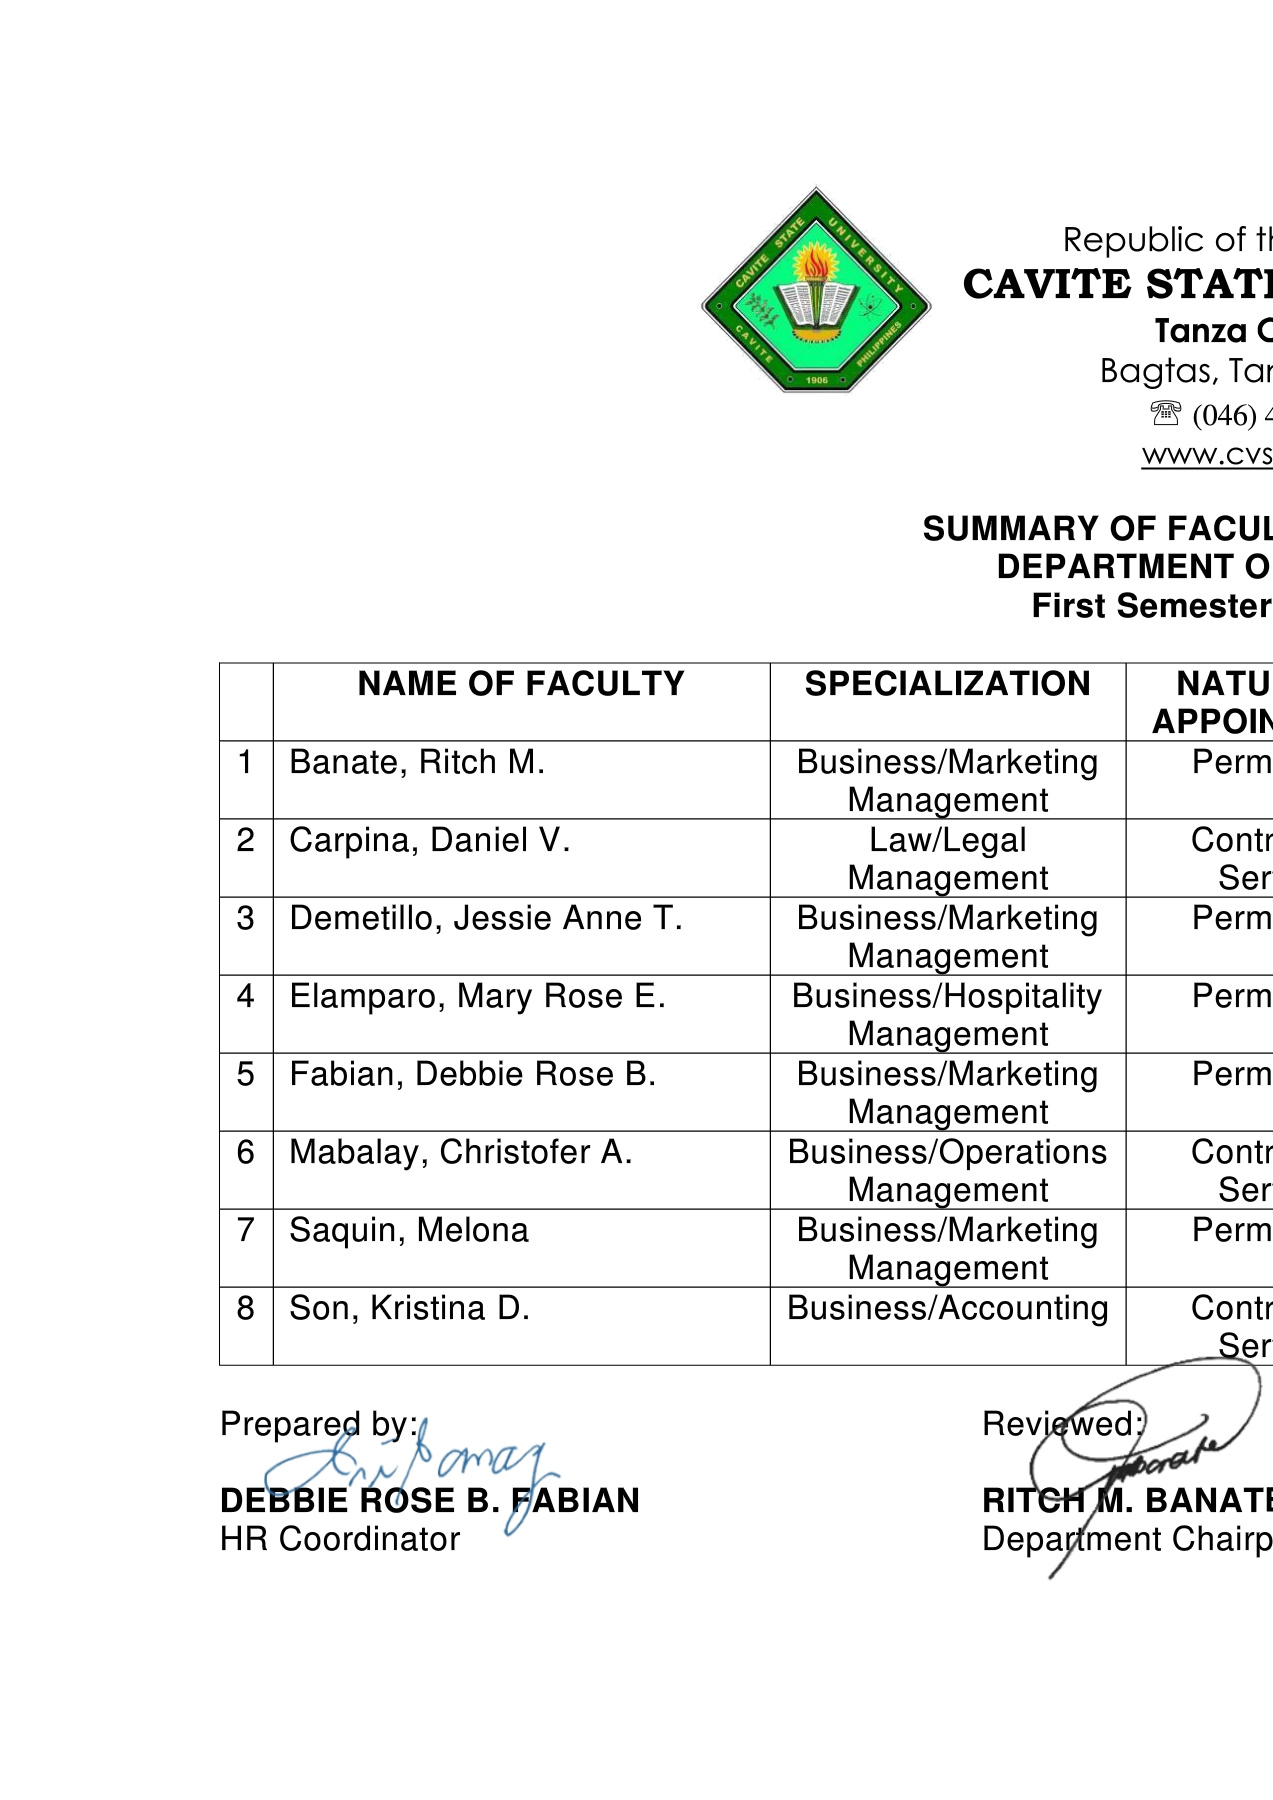 CAVITE STATE UNIVERSITY
CAVITE PHILIPPINES
1906
Republic of th
CAVITE STATE
Tanza C
Bagtas, Tan
☏ (046) 4
www.cvs
SUMMARY OF FACUL
DEPARTMENT O
First Semester
NAME OF FACULTY SPECIALIZATION NATU
APPOIN
1 Banate, Ritch M. Business/Marketing Perm
Management
2 Carpina, Daniel V. Law/Legal Contr
Management Ser
3 Demetillo, Jessie Anne T. Business/Marketing Perm
Management
4 Elamparo, Mary Rose E. Business/Hospitality Perm
Management
5 Fabian, Debbie Rose B. Business/Marketing Perm
Management
6 Mabalay, Christofer A. Business/Operations Contr
Management Ser
7 Saquin, Melona Business/Marketing Perm
Management
8 Son, Kristina D. Business/Accounting Contr
Ser
Prepared by: Reviewed:
DEBBIE ROSE B. FABIAN RITCH M. BANATE
HR Coordinator Department Chairp